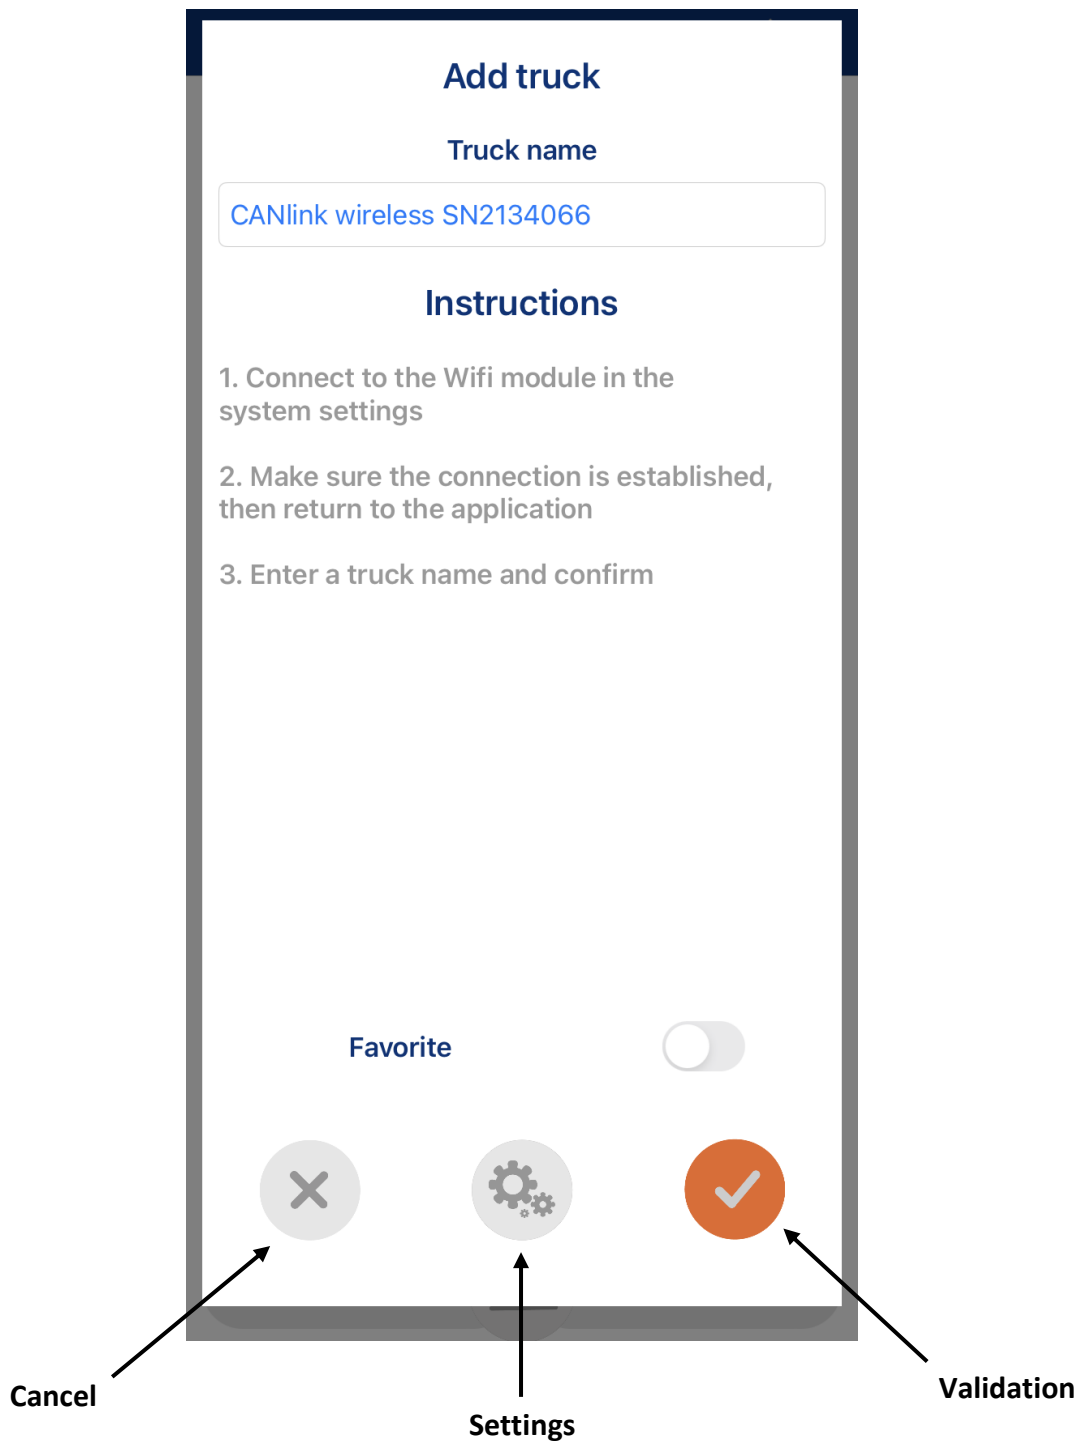 Add truck
Truck name
CANlink wireless SN2134066
Instructions
1. Connect to the Wifi module in the
system settings
2. Make sure the connection is established,
then return to the application
3. Enter a truck name and confirm
Favorite
Cancel
Settings
Validation